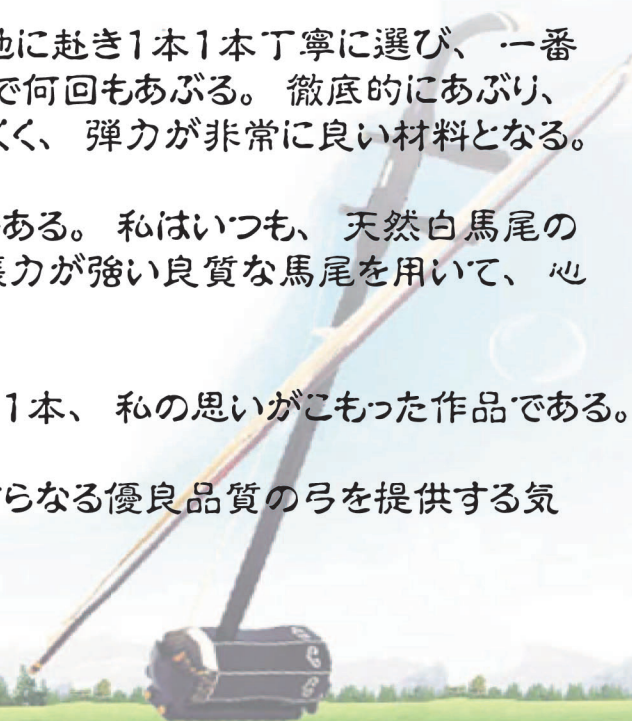 地に赴き1本1本丁寧に選び、一番
で何回もあぶる。徹底的にあぶり、
くく、弾力が非常に良い材料となる。
ある。私はいつも、天然白馬尾の
張力が強い良質な馬尾を用いて、心
1本、私の思いがこもった作品である。
さらなる優良品質の弓を提供する気